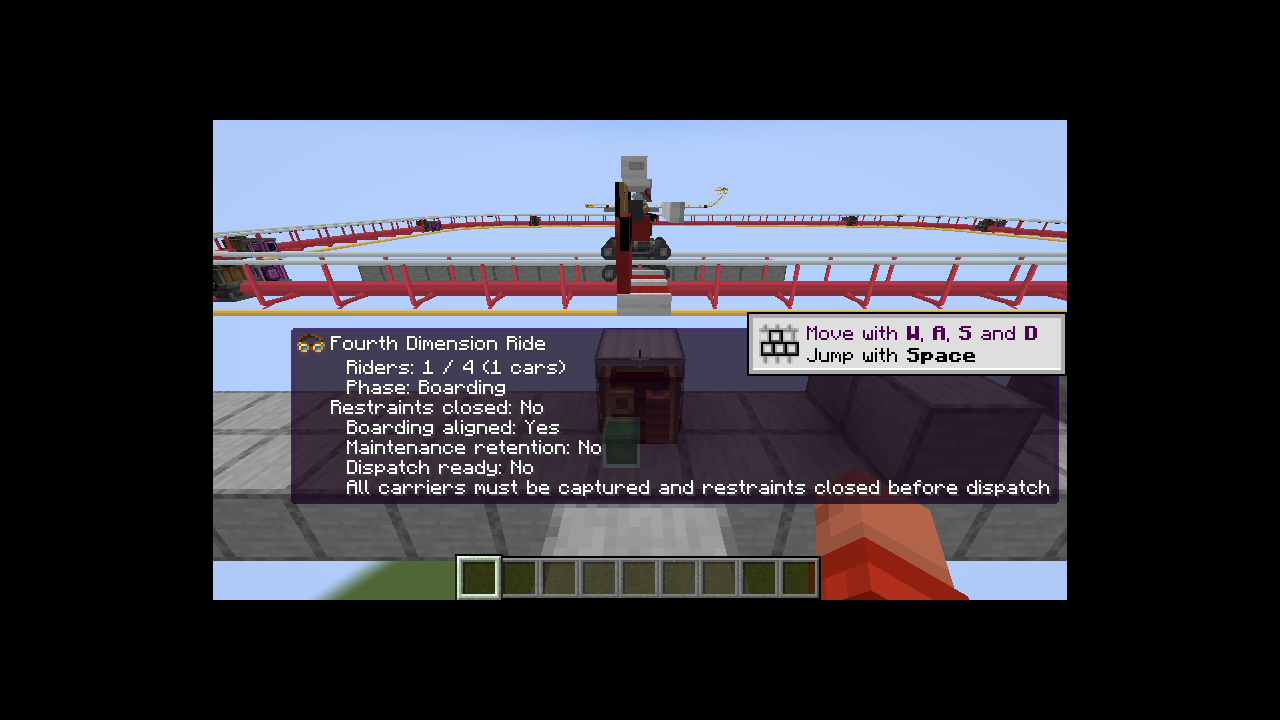 Fourth Dimension Ride
Riders: 1 / 4 (1 cars)
Phase: Boarding
Restraints closed: No
Boarding aligned: Yes
Maintenance retention: No
Dispatch ready: No
All carriers must be captured and restraints closed before dispatch
Move with W, A, S and D
Jump with Space